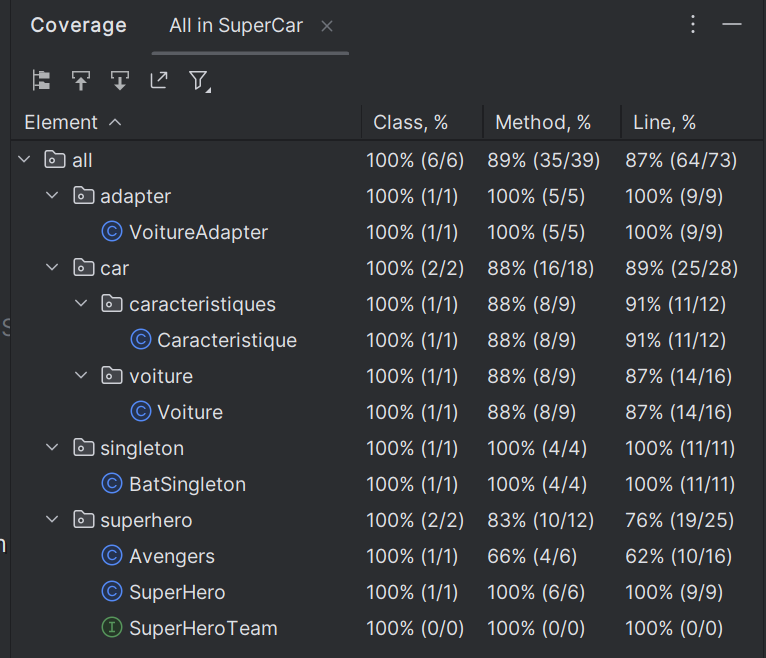 Coverage All in SuperCar
Element Class, % Method, % Line, %
all 100% (6/6) 89% (35/39) 87% (64/73)
adapter 100% (1/1) 100% (5/5) 100% (9/9)
C VoitureAdapter 100% (1/1) 100% (5/5) 100% (9/9)
car 100% (2/2) 88% (16/18) 89% (25/28)
caracteristiques 100% (1/1) 88% (8/9) 91% (11/12)
C Caracteristique 100% (1/1) 88% (8/9) 91% (11/12)
voiture 100% (1/1) 88% (8/9) 87% (14/16)
C Voiture 100% (1/1) 88% (8/9) 87% (14/16)
singleton 100% (1/1) 100% (4/4) 100% (11/11)
C BatSingleton 100% (1/1) 100% (4/4) 100% (11/11)
superhero 100% (2/2) 83% (10/12) 76% (19/25)
C Avengers 100% (1/1) 66% (4/6) 62% (10/16)
C SuperHero 100% (1/1) 100% (6/6) 100% (9/9)
I SuperHeroTeam 100% (0/0) 100% (0/0) 100% (0/0)